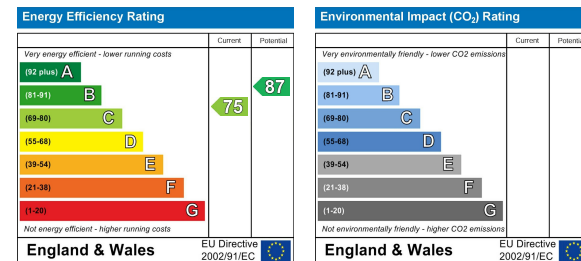 Energy Efficiency Rating
Current Potential
Very energy efficient - lower running costs
(92 plus) A
(81-91) B
87
(69-80) C
75
(55-68) D
(39-54) E
(21-38) F
(1-20) G
Not energy efficient - higher running costs
England & Wales
EU Directive
2002/91/EC
Environmental Impact (CO₂) Rating
Current Potential
Very environmentally friendly - lower CO2 emissions
(92 plus) A
(81-91) B
(69-80) C
(55-68) D
(39-54) E
(21-38) F
(1-20) G
Not environmentally friendly - higher CO2 emissions
England & Wales
EU Directive
2002/91/EC